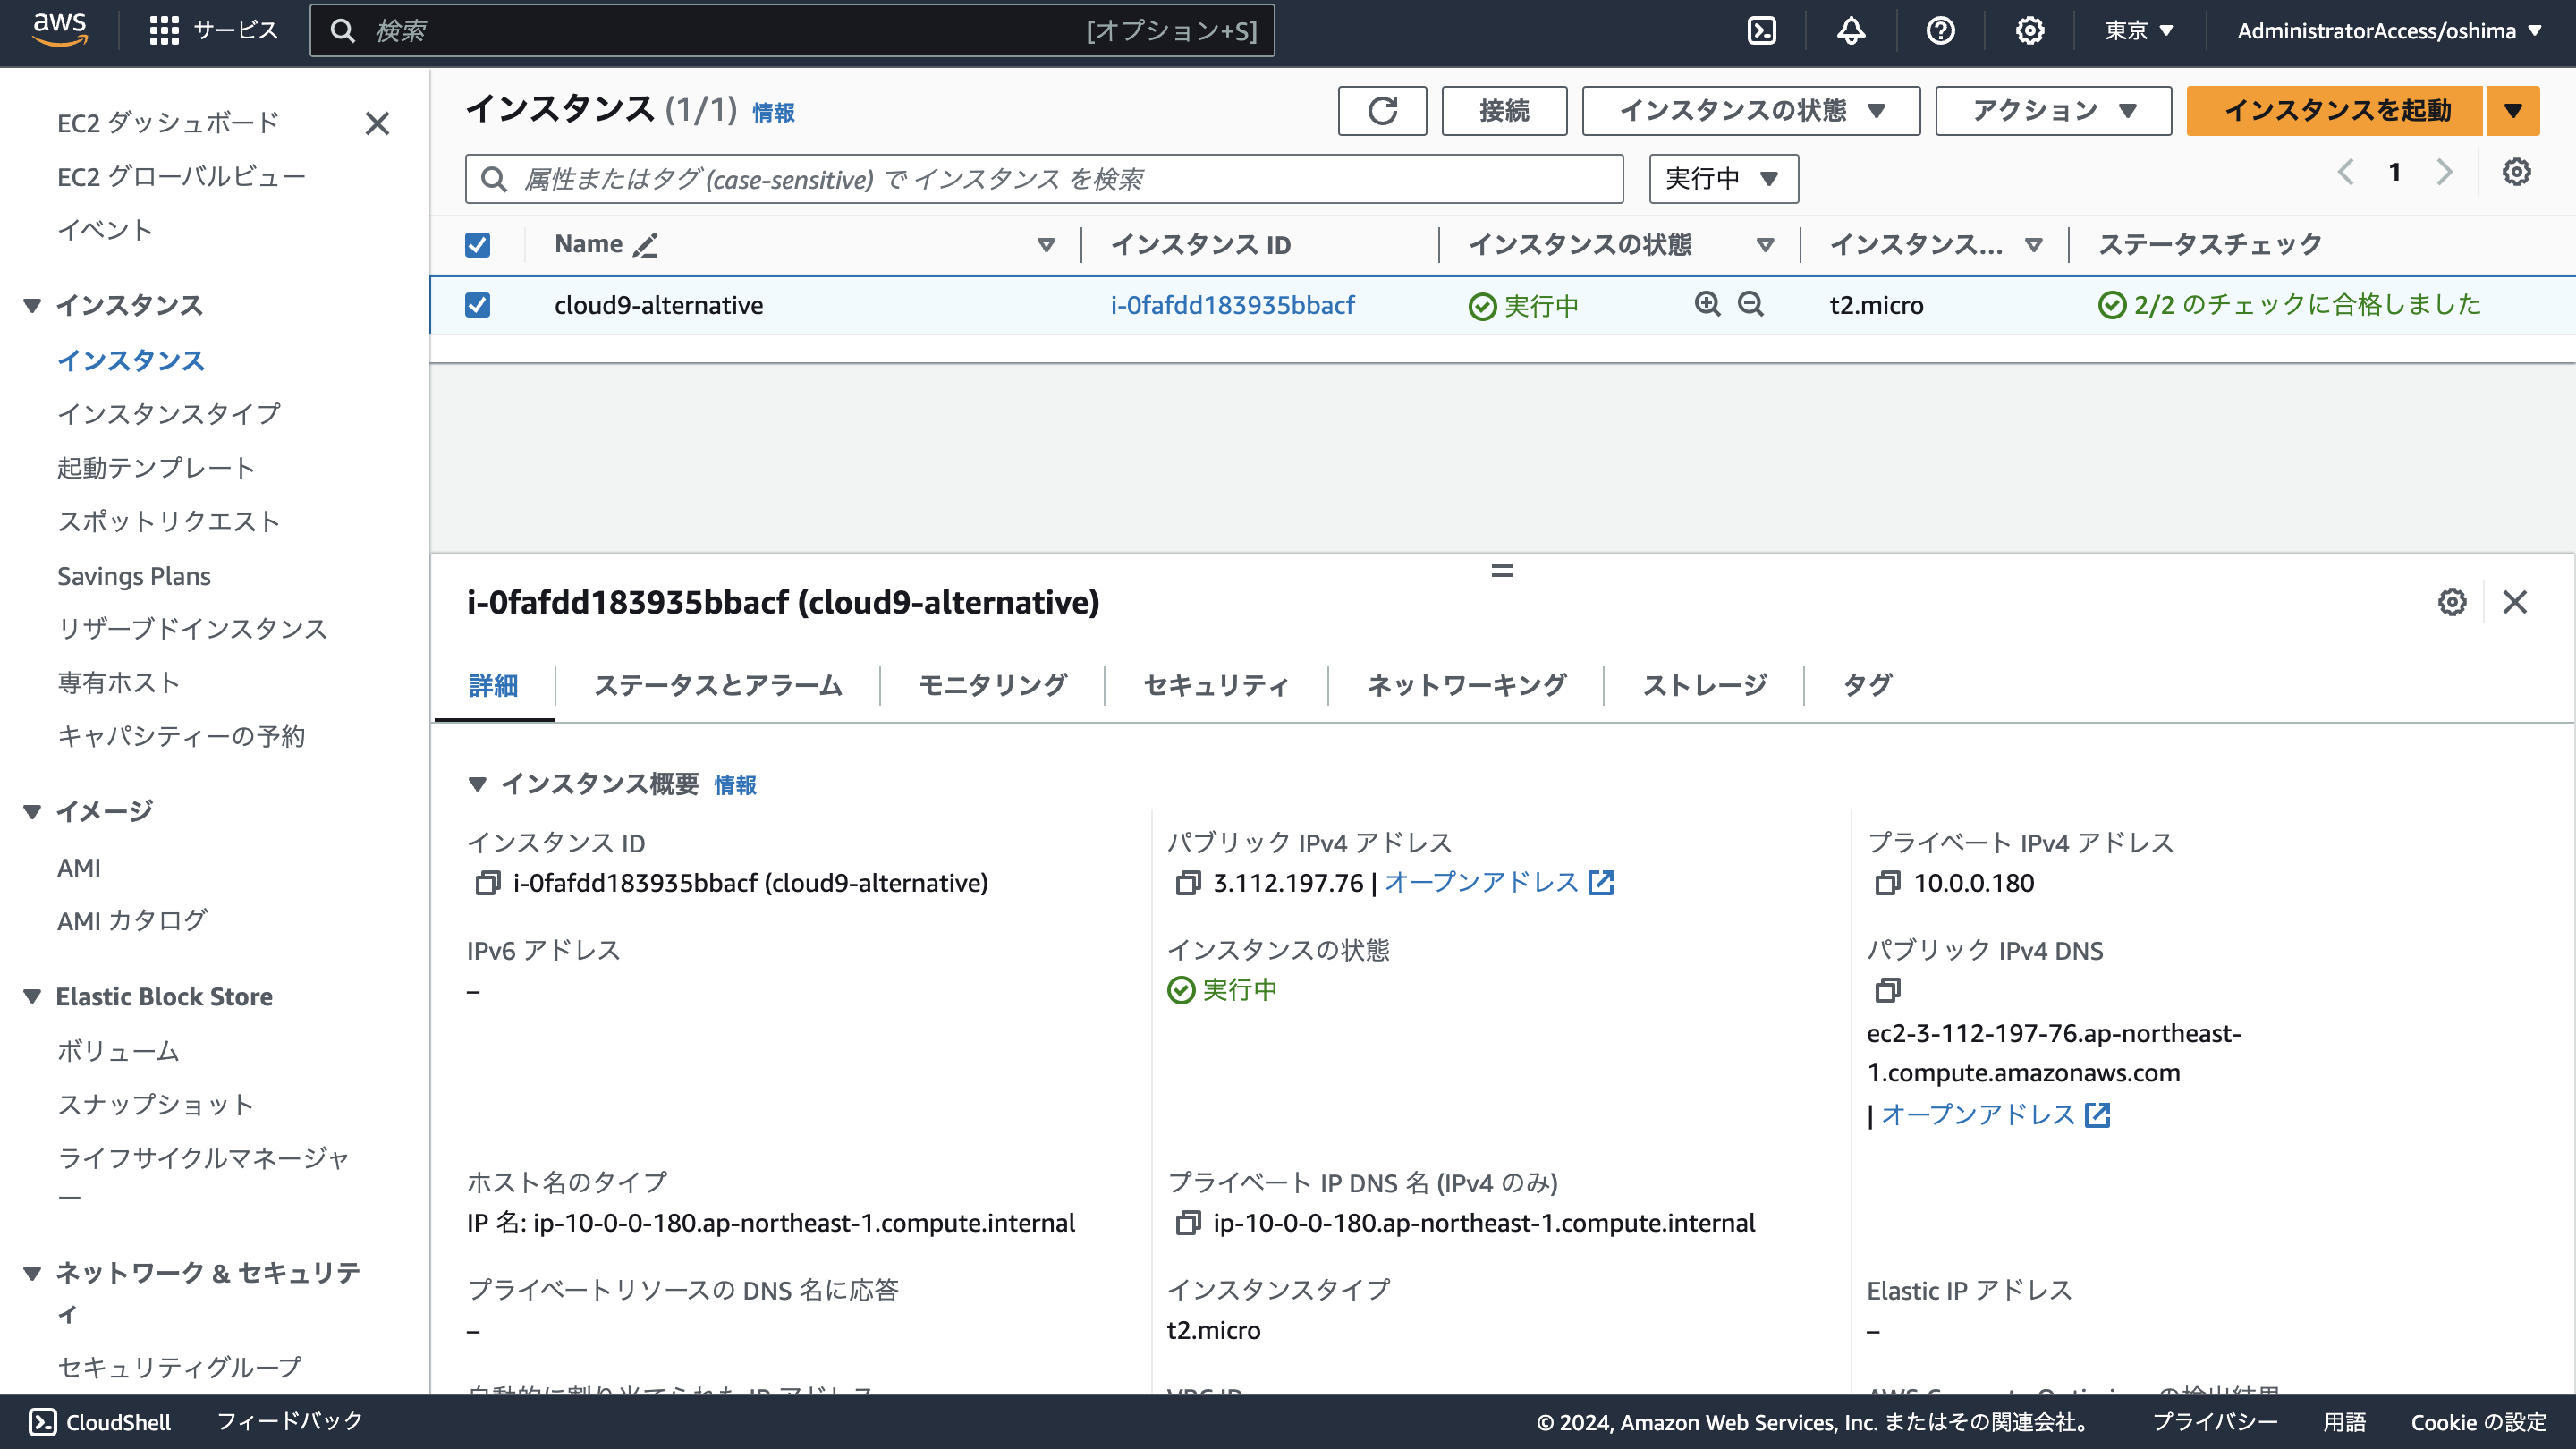 aws
サービス
検索
[オプション+S]
東京
AdministratorAccess/oshima
EC2 ダッシュボード
EC2 グローバルビュー
イベント
インスタンス
インスタンス
インスタンスタイプ
起動テンプレート
スポットリクエスト
Savings Plans
リザーブドインスタンス
専有ホスト
キャパシティーの予約
イメージ
AMI
AMI カタログ
Elastic Block Store
ボリューム
スナップショット
ライフサイクルマネージャ
ー
ネットワーク & セキュリテ
ィ
セキュリティグループ
インスタンス (1/1) 情報
接続
インスタンスの状態
アクション
インスタンスを起動
属性またはタグ (case-sensitive) で インスタンス を検索
実行中
1
Name
インスタンス ID
インスタンスの状態
インスタンス...
ステータスチェック
cloud9-alternative
i-0fafdd183935bbacf
実行中
t2.micro
2/2 のチェックに合格しました
i-0fafdd183935bbacf (cloud9-alternative)
詳細
ステータスとアラーム
モニタリング
セキュリティ
ネットワーキング
ストレージ
タグ
インスタンス概要 情報
インスタンス ID
i-0fafdd183935bbacf (cloud9-alternative)
パブリック IPv4 アドレス
3.112.197.76 | オープンアドレス
プライベート IPv4 アドレス
10.0.0.180
IPv6 アドレス
–
インスタンスの状態
実行中
パブリック IPv4 DNS
ec2-3-112-197-76.ap-northeast-
1.compute.amazonaws.com
| オープンアドレス
ホスト名のタイプ
IP 名: ip-10-0-0-180.ap-northeast-1.compute.internal
プライベート IP DNS 名 (IPv4 のみ)
ip-10-0-0-180.ap-northeast-1.compute.internal
プライベートリソースの DNS 名に応答
–
インスタンスタイプ
t2.micro
Elastic IP アドレス
–
自動的に割り当てられた IP アドレス
VPC ID
AWS Compute Optimizer の検出結果
CloudShell
フィードバック
© 2024, Amazon Web Services, Inc. またはその関連会社。
プライバシー
用語
Cookie の設定